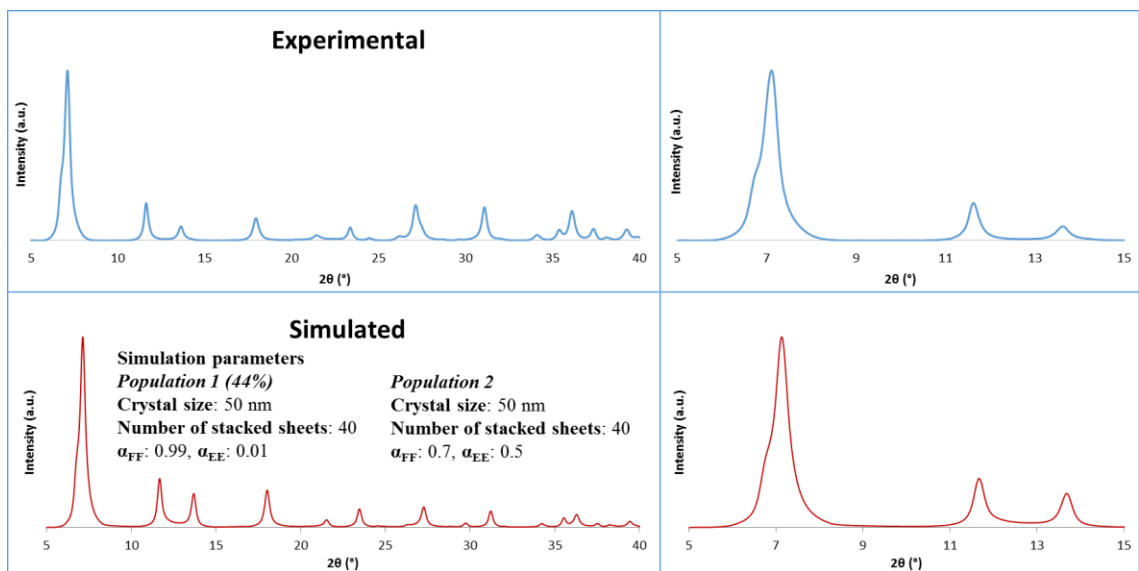 Experimental
Intensity (a.u.)
5 10 15 20 25 30 35 40
2θ (°)
Intensity (a.u.)
5 7 9 11 13 15
2θ (°)
Simulated
Simulation parameters
Population 1 (44%) Population 2
Crystal size: 50 nm Crystal size: 50 nm
Number of stacked sheets: 40 Number of stacked sheets: 40
αFF: 0.99, αEE: 0.01 αFF: 0.7, αEE: 0.5
Intensity (a.u.)
5 10 15 20 25 30 35 40
2θ (°)
Intensity (a.u.)
5 7 9 11 13 15
2θ (°)